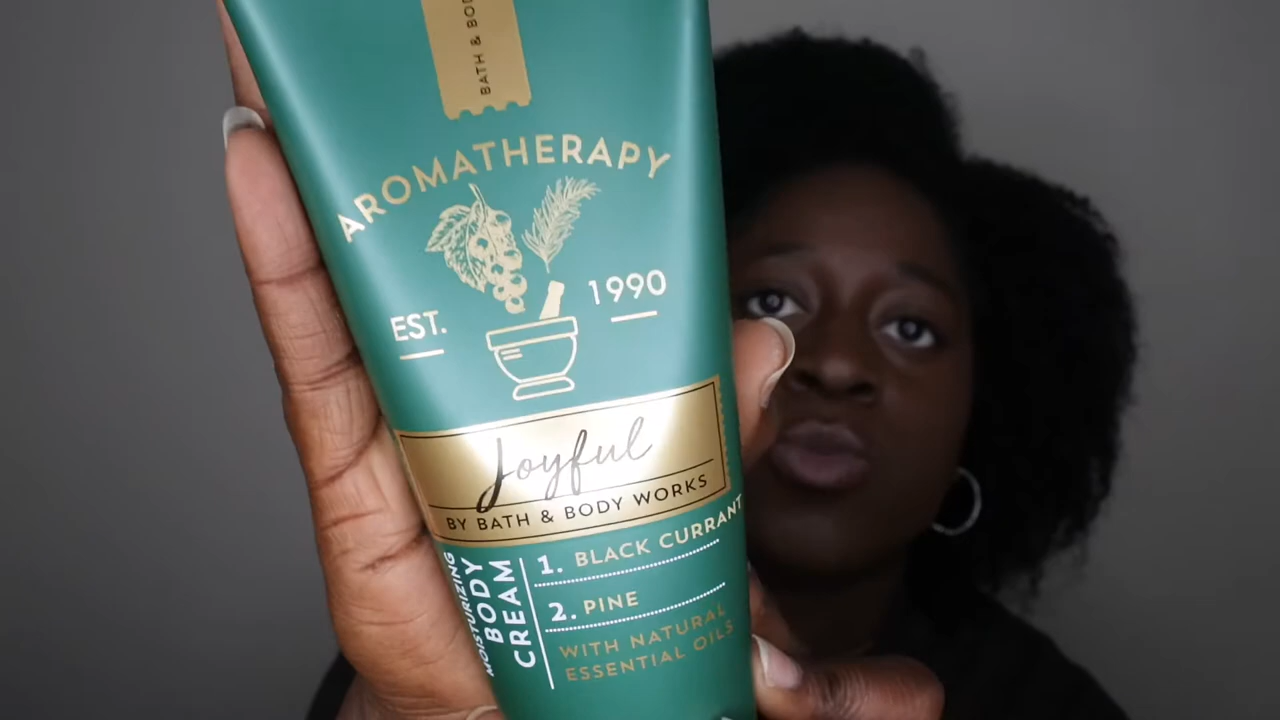 BATH & BOD
AROMATHERAPY
EST. 1990
Joyful
BY BATH & BODY WORKS
MOISTURIZING
BODY
CREAM
1. BLACK CURRANT
2. PINE
WITH NATURAL
ESSENTIAL OILS